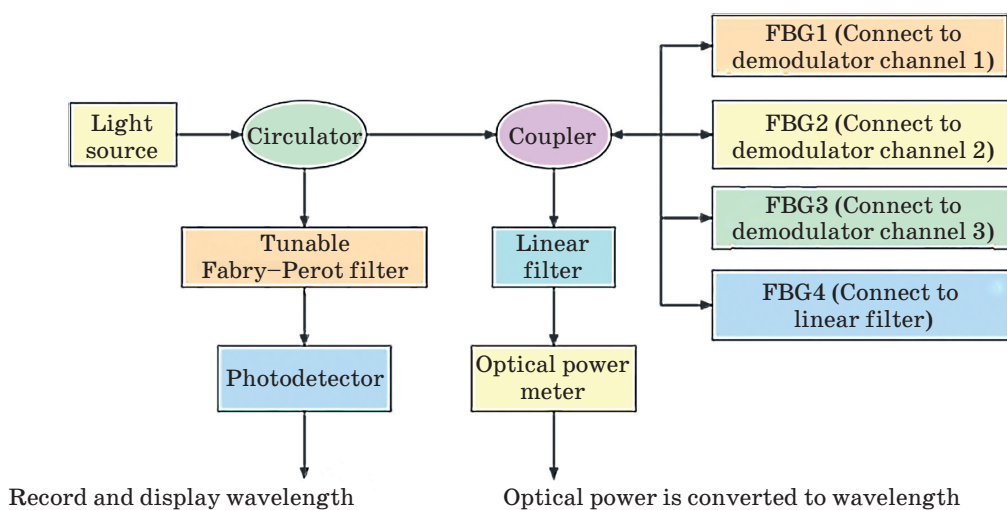 Light
source
Circulator
Coupler
FBG1 (Connect to
demodulator channel 1)
FBG2 (Connect to
demodulator channel 2)
FBG3 (Connect to
demodulator channel 3)
FBG4 (Connect to
linear filter)
Tunable
Fabry−Perot filter
Linear
filter
Photodetector
Optical power
meter
Record and display wavelength
Optical power is converted to wavelength